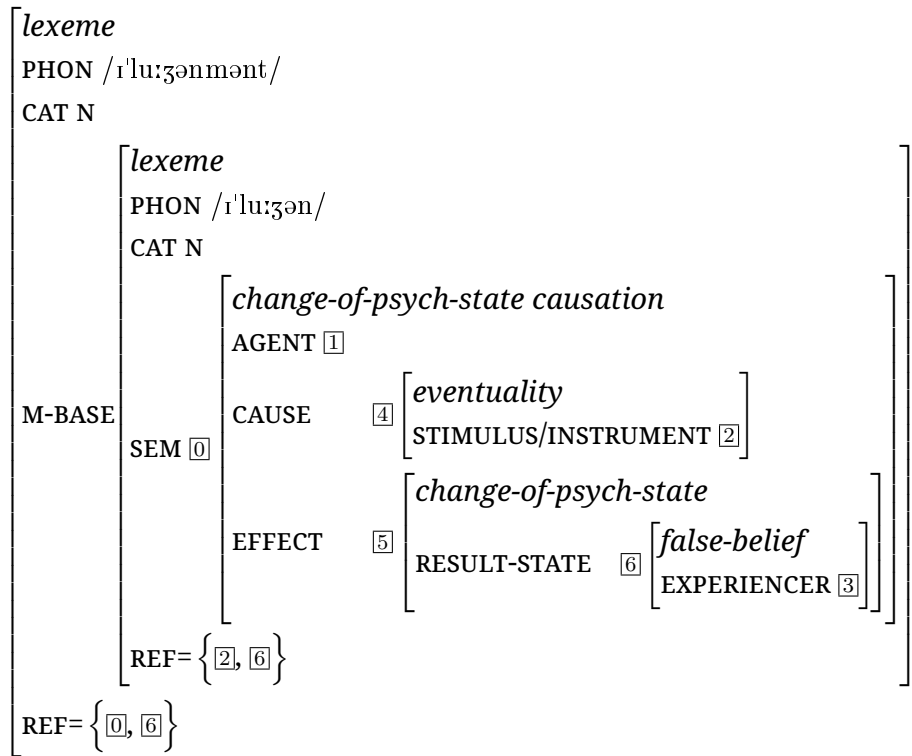 lexeme
PHON /ɪˈluːʒənmənt/
CAT N
lexeme
PHON /ɪˈluːʒən/
CAT N
change-of-psych-state causation
AGENT 1
M-BASE SEM 0 CAUSE 4 eventuality
STIMULUS/INSTRUMENT 2
change-of-psych-state
EFFECT 5 RESULT-STATE 6 false-belief
EXPERIENCER 3
REF= {2, 6}
REF= {0, 6}